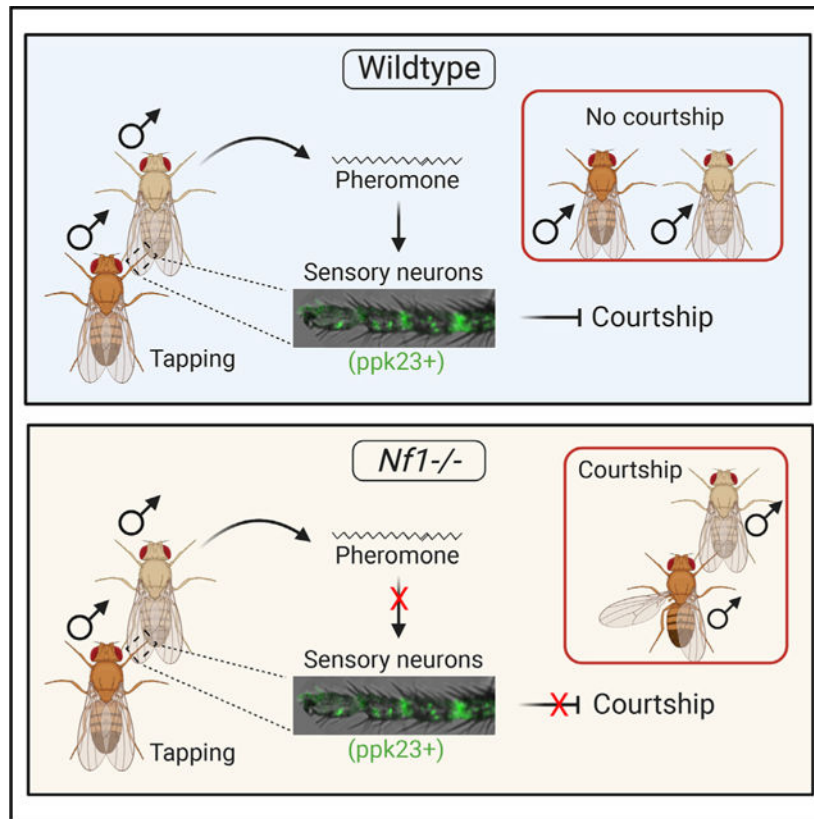 Wildtype
No courtship
Pheromone
Sensory neurons
Courtship
(ppk23+)
Tapping
Nf1-/-
Courtship
Pheromone
X
Sensory neurons
X
Courtship
(ppk23+)
Tapping